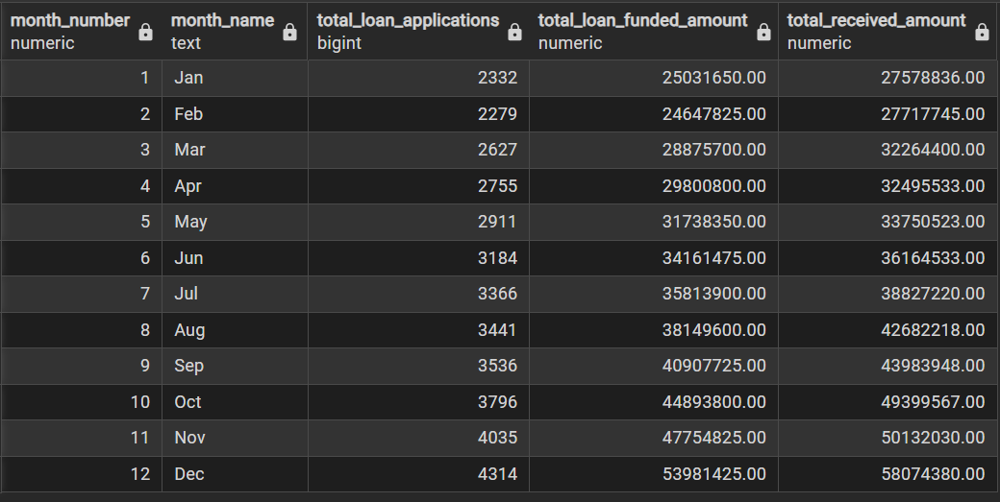 month_number month_name total_loan_applications total_loan_funded_amount total_received_amount
numeric text bigint numeric numeric
1 Jan 2332 25031650.00 27578836.00
2 Feb 2279 24647825.00 27717745.00
3 Mar 2627 28875700.00 32264400.00
4 Apr 2755 29800800.00 32495533.00
5 May 2911 31738350.00 33750523.00
6 Jun 3184 34161475.00 36164533.00
7 Jul 3366 35813900.00 38827220.00
8 Aug 3441 38149600.00 42682218.00
9 Sep 3536 40907725.00 43983948.00
10 Oct 3796 44893800.00 49399567.00
11 Nov 4035 47754825.00 50132030.00
12 Dec 4314 53981425.00 58074380.00